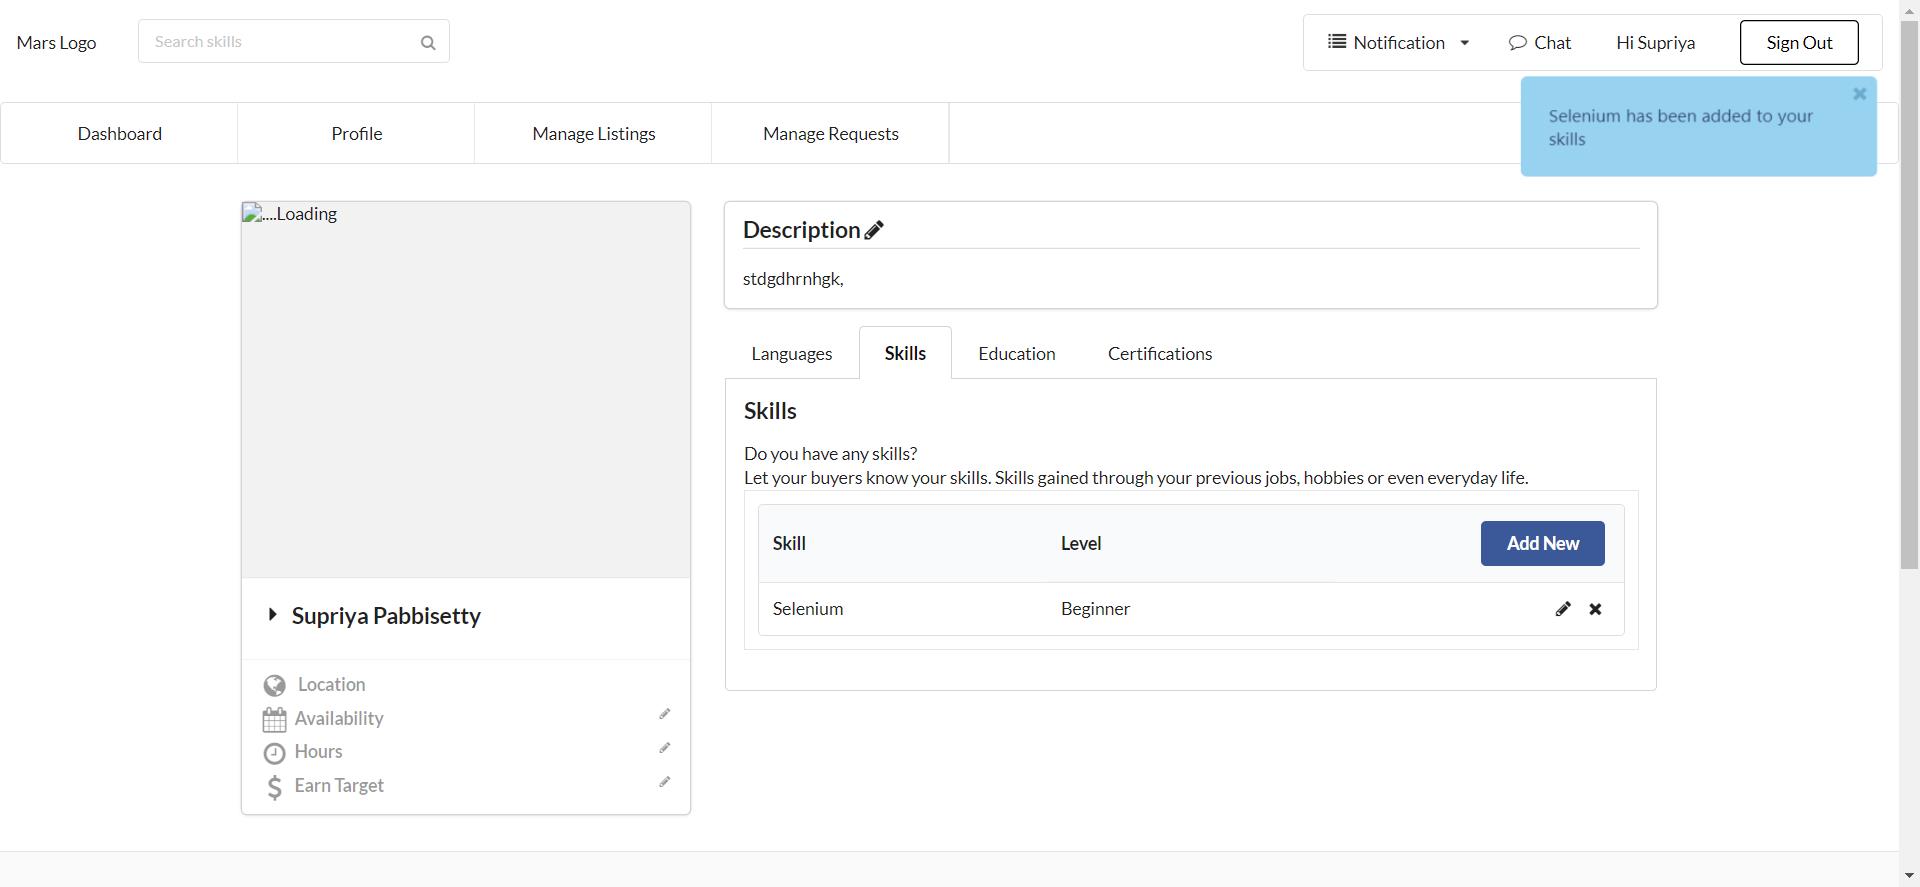 Mars Logo
Search skills
Notification
Chat
Hi Supriya
Sign Out
Selenium has been added to your
skills
Dashboard
Profile
Manage Listings
Manage Requests
....Loading
Supriya Pabbisetty
Location
Availability
Hours
Earn Target
Description
stdgdhrnhgk,
Languages
Skills
Education
Certifications
Skills
Do you have any skills?
Let your buyers know your skills. Skills gained through your previous jobs, hobbies or even everyday life.
Skill Level Add New
Selenium Beginner